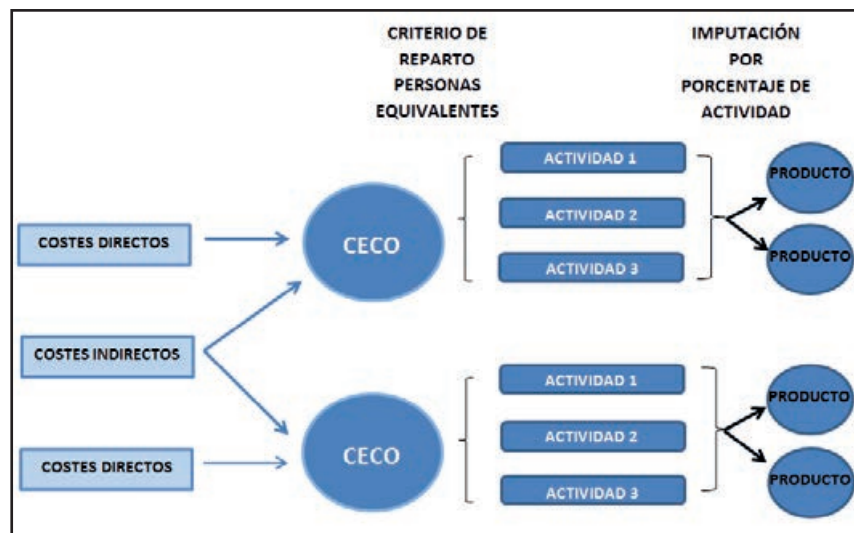 CRITERIO DE
REPARTO
PERSONAS
EQUIVALENTES
IMPUTACIÓN
POR
PORCENTAJE DE
ACTIVIDAD
COSTES DIRECTOS
COSTES INDIRECTOS
COSTES DIRECTOS
CECO
ACTIVIDAD 1
ACTIVIDAD 2
ACTIVIDAD 3
PRODUCTO
PRODUCTO
CECO
ACTIVIDAD 1
ACTIVIDAD 2
ACTIVIDAD 3
PRODUCTO
PRODUCTO